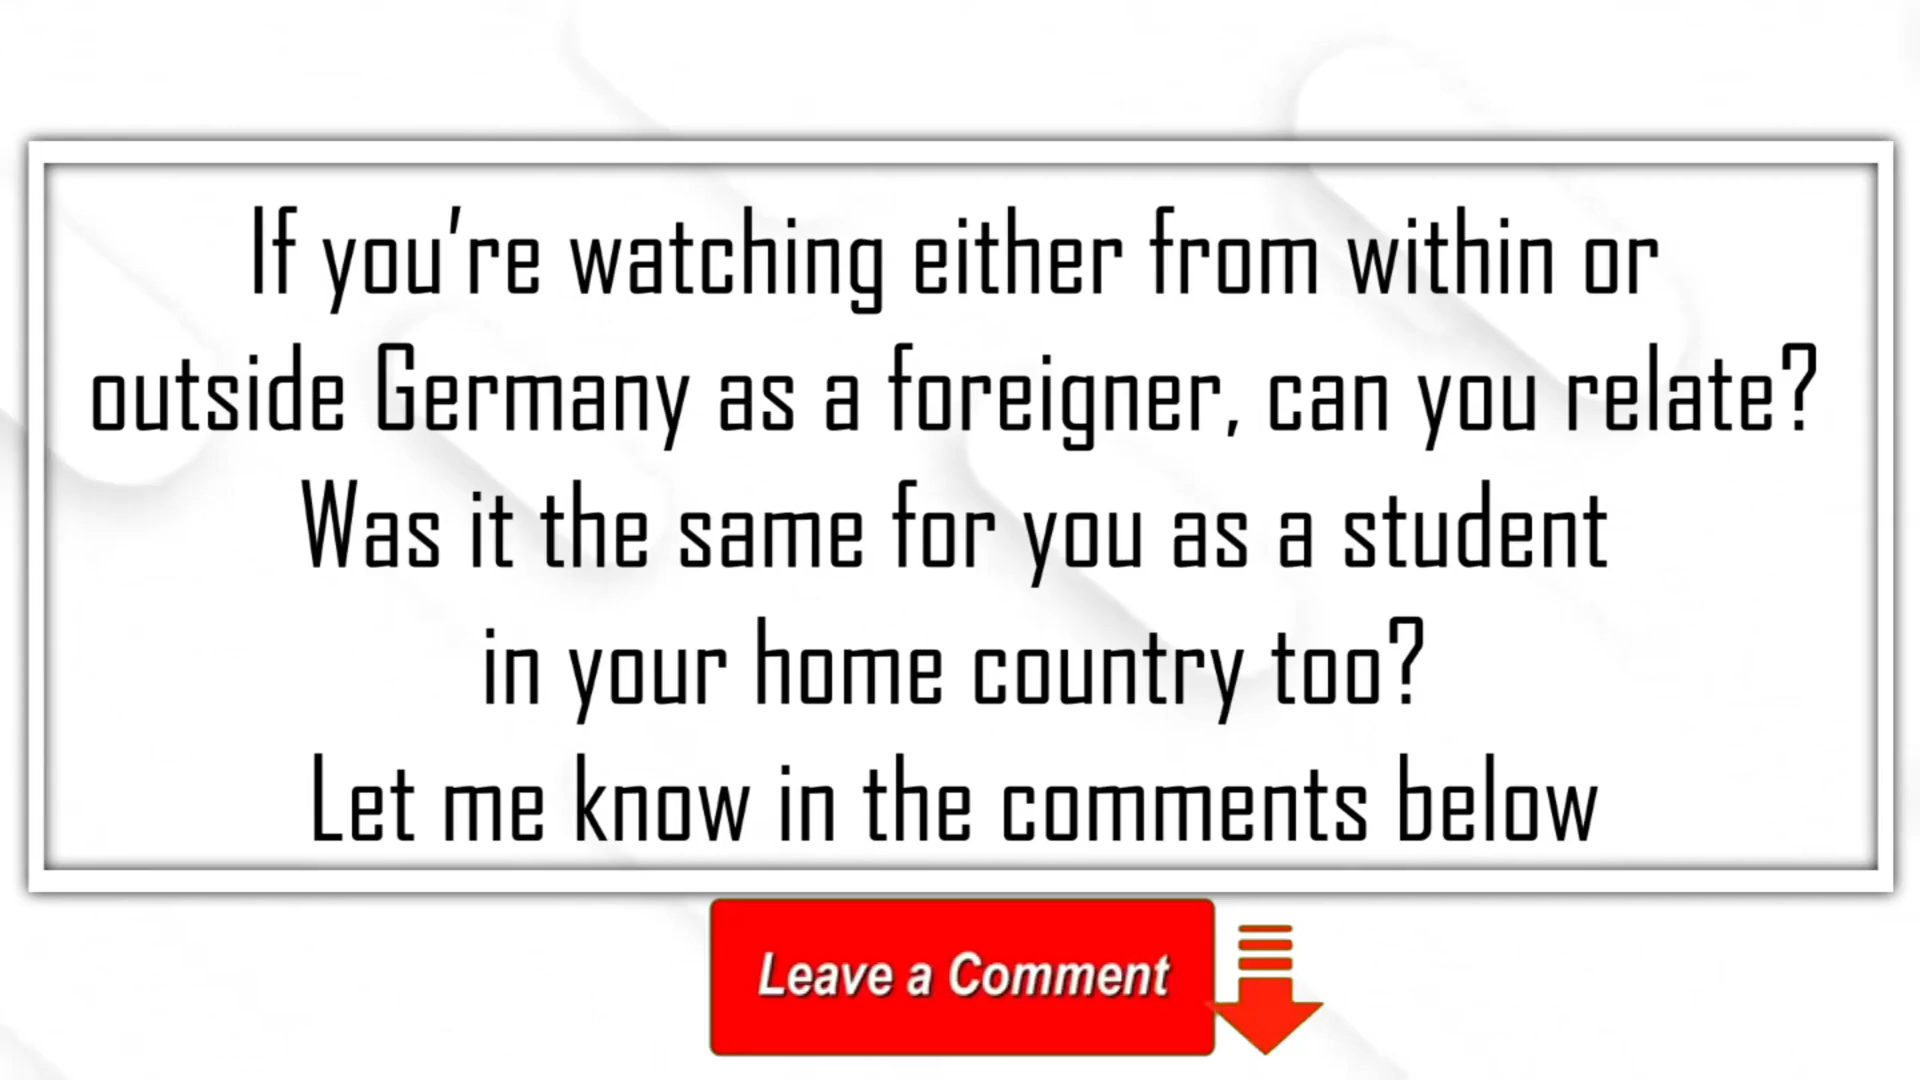 If you're watching either from within or
outside Germany as a foreigner, can you relate?
Was it the same for you as a student
in your home country too?
Let me know in the comments below
Leave a Comment